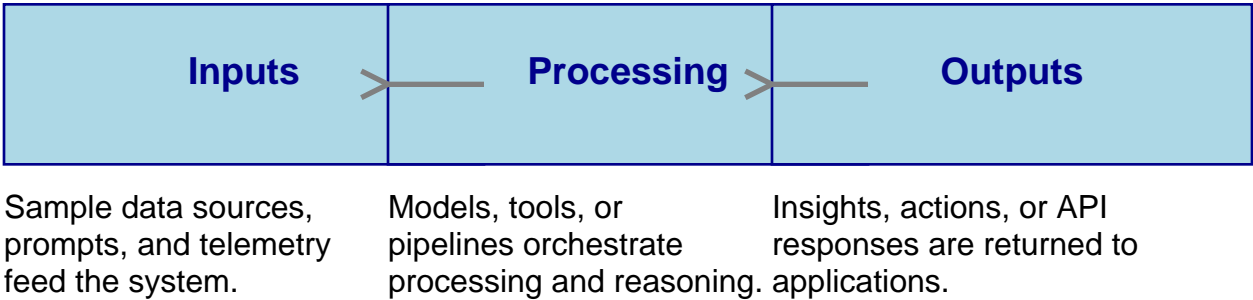 Inputs
Processing
Outputs
Sample data sources,
prompts, and telemetry
feed the system.
Models, tools, or
pipelines orchestrate
processing and reasoning.
Insights, actions, or API
responses are returned to
applications.